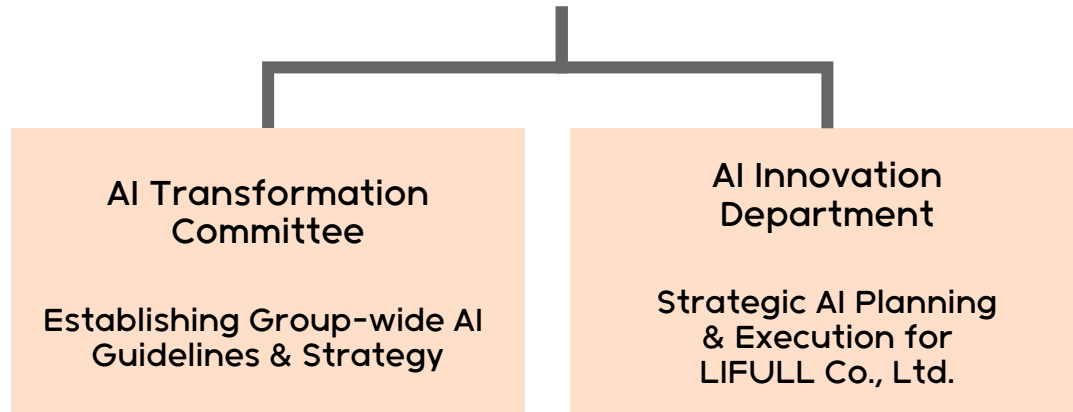 AI Transformation
Committee
Establishing Group-wide AI
Guidelines & Strategy
AI Innovation
Department
Strategic AI Planning
& Execution for
LIFULL Co., Ltd.